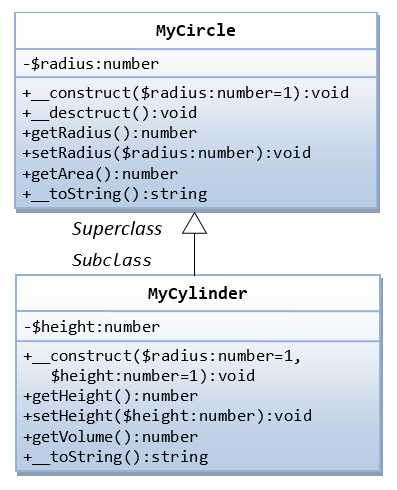 MyCircle
-$radius:number
+__construct($radius:number=1):void
+__desctruct():void
+getRadius():number
+setRadius($radius:number):void
+getArea():number
+__toString():string
Superclass
Subclass
MyCylinder
-$height:number
+__construct($radius:number=1,
$height:number=1):void
+getHeight():number
+setHeight($height:number):void
+getVolume():number
+__toString():string